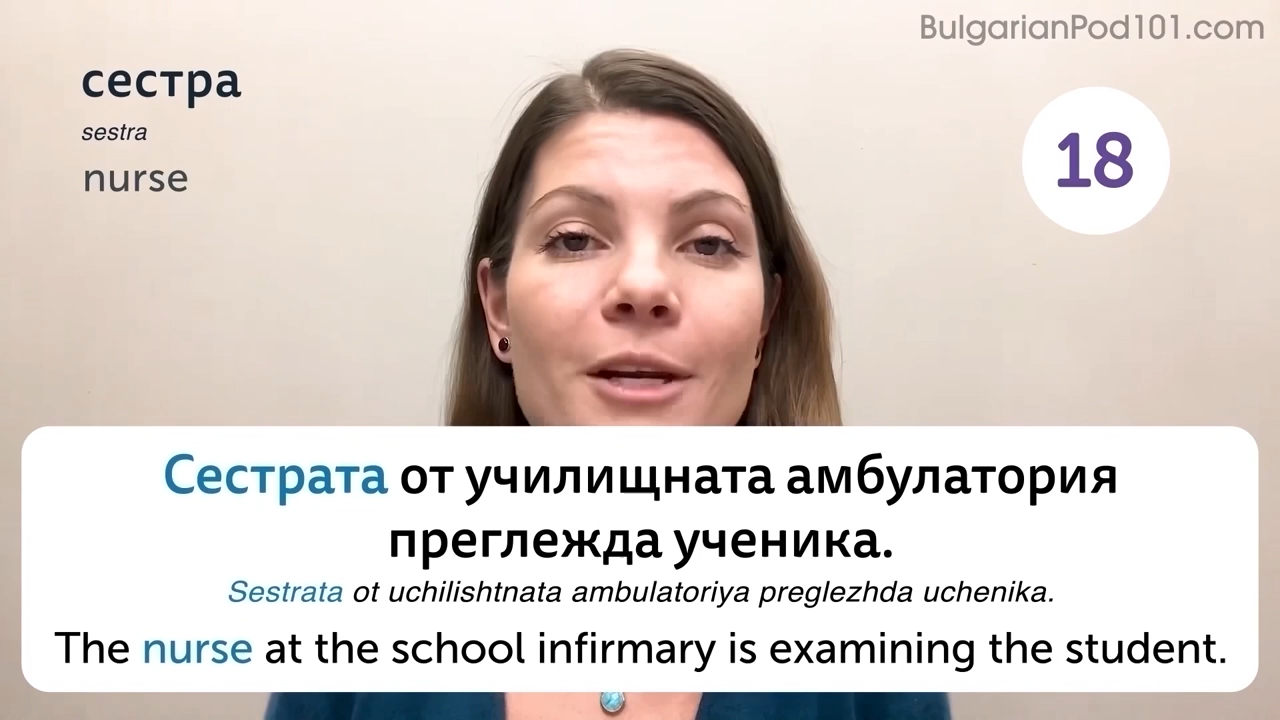 BulgarianPod101.com
сестра
sestra
nurse
18
Сестрата от училищната амбулатория
преглежда ученика.
Sestrata ot uchilishtnata ambulatoriya preglezhda uchenika.
The nurse at the school infirmary is examining the student.